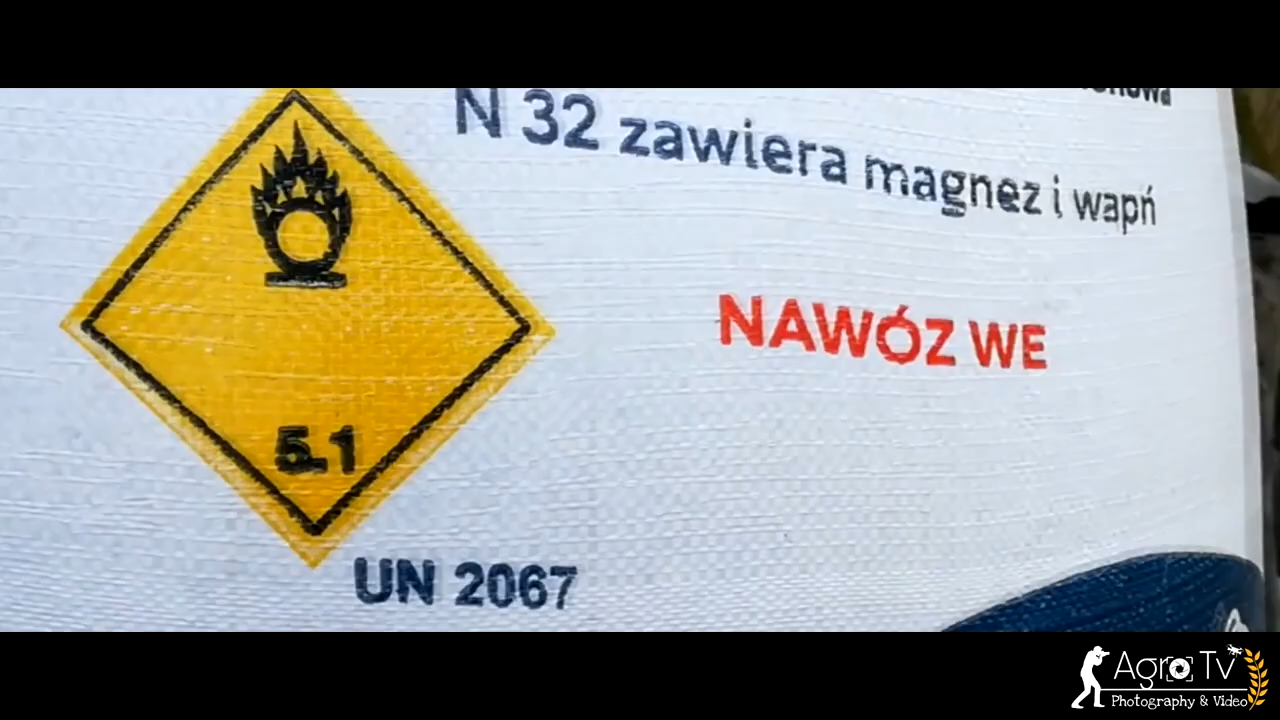 N 32 zawiera magnez i wapń
NAWÓZ WE
5.1
UN 2067
Agro Tv
Photography & Video